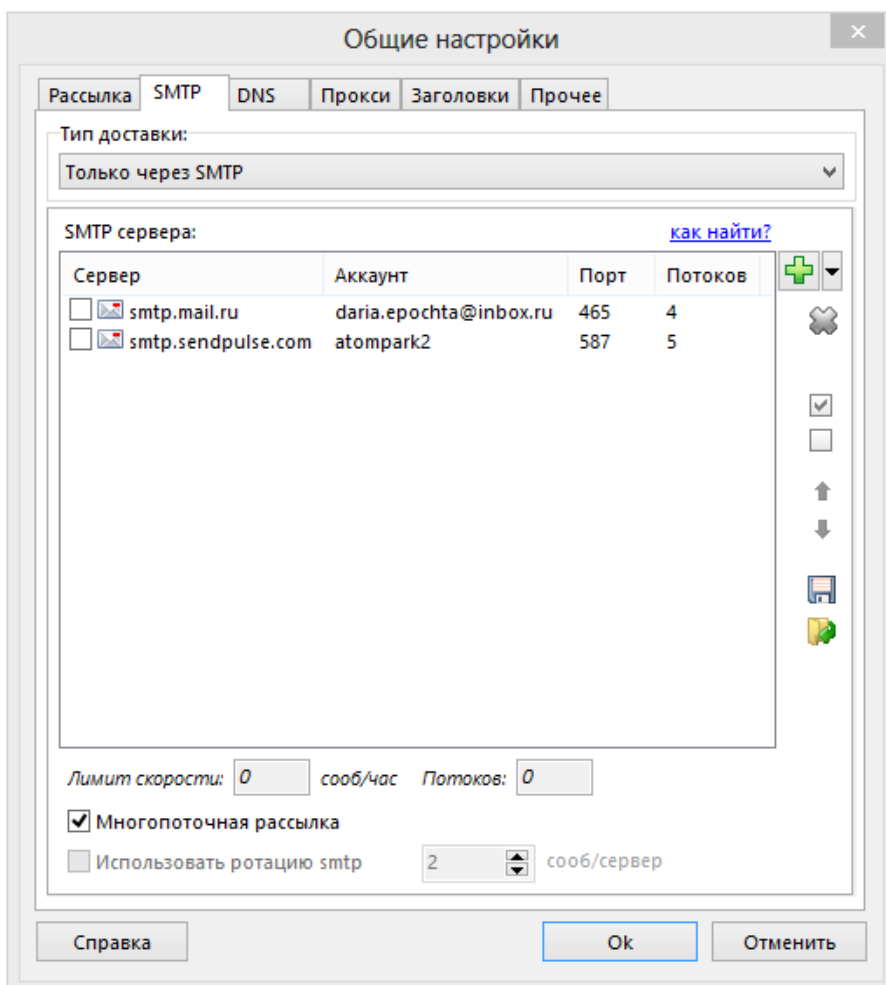 Общие настройки
Рассылка SMTP DNS Прокси Заголовки Прочее
Тип доставки:
Только через SMTP
SMTP сервера: как найти?
Сервер Аккаунт Порт Потоков
smtp.mail.ru daria.epochta@inbox.ru 465 4
smtp.sendpulse.com atompark2 587 5
Лимит скорости: 0 сооб/час Потоков: 0
Многопоточная рассылка
Использовать ротацию smtp 2 сооб/сервер
Справка Ok Отменить